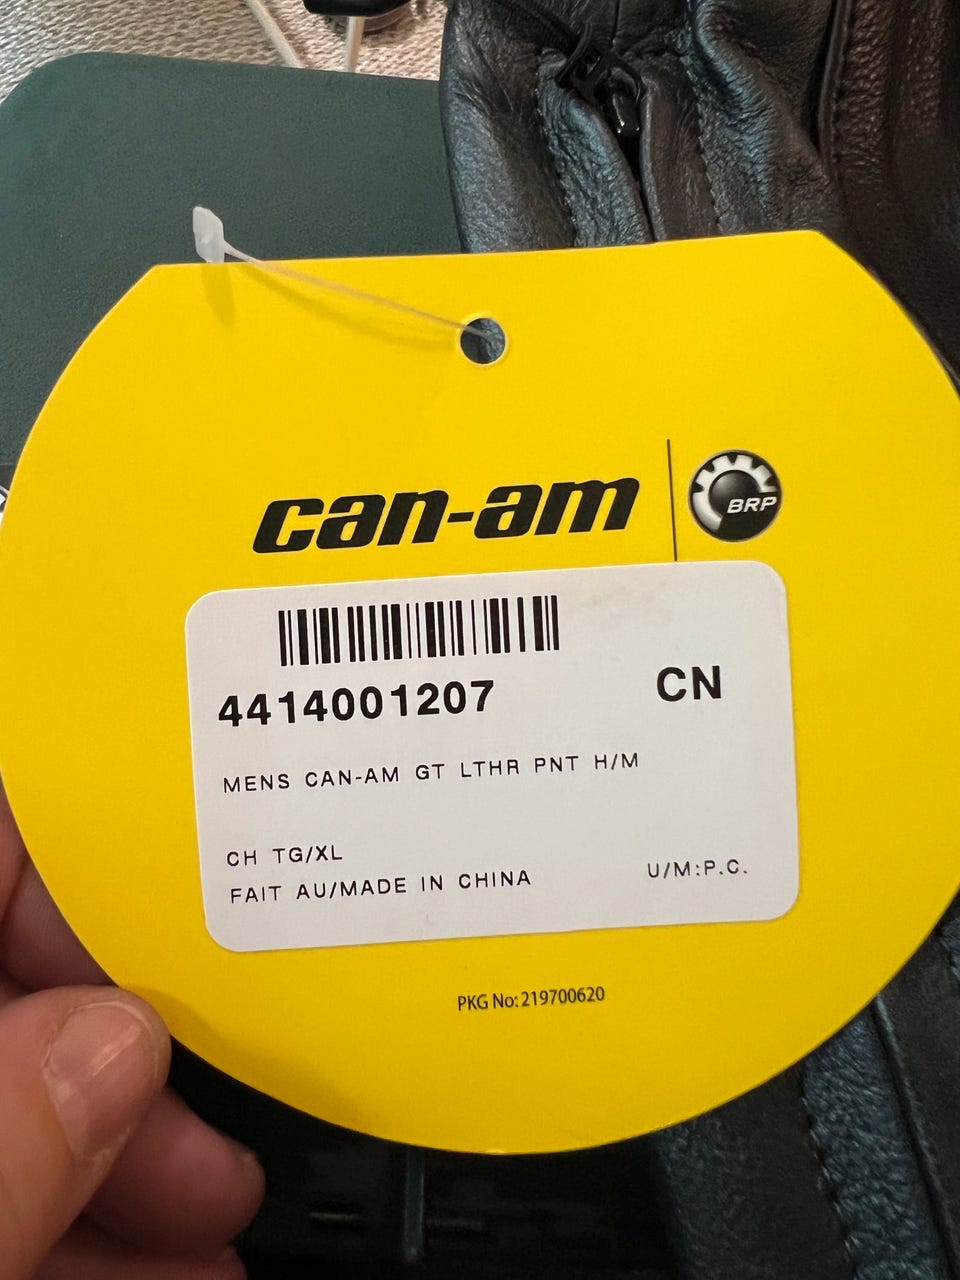 can-am
BRP
4414001207
CN
MENS CAN-AM GT LTHR PNT H/M
CH TG/XL
FAIT AU/MADE IN CHINA
U/M:P.C.
PKG No: 219700620